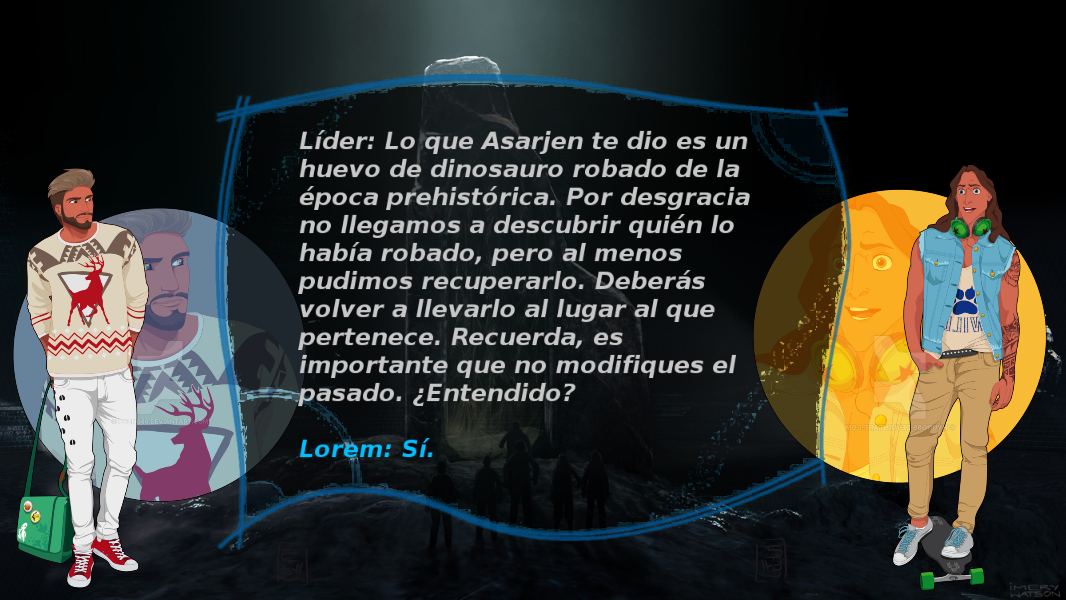 Líder: Lo que Asarjen te dio es un
huevo de dinosauro robado de la
época prehistórica. Por desgracia
no llegamos a descubrir quién lo
había robado, pero al menos
pudimos recuperarlo. Deberás
volver a llevarlo al lugar al que
pertenece. Recuerda, es
importante que no modifiques el
pasado. ¿Entendido?
Lorem: Sí.
IMERY
WATSON